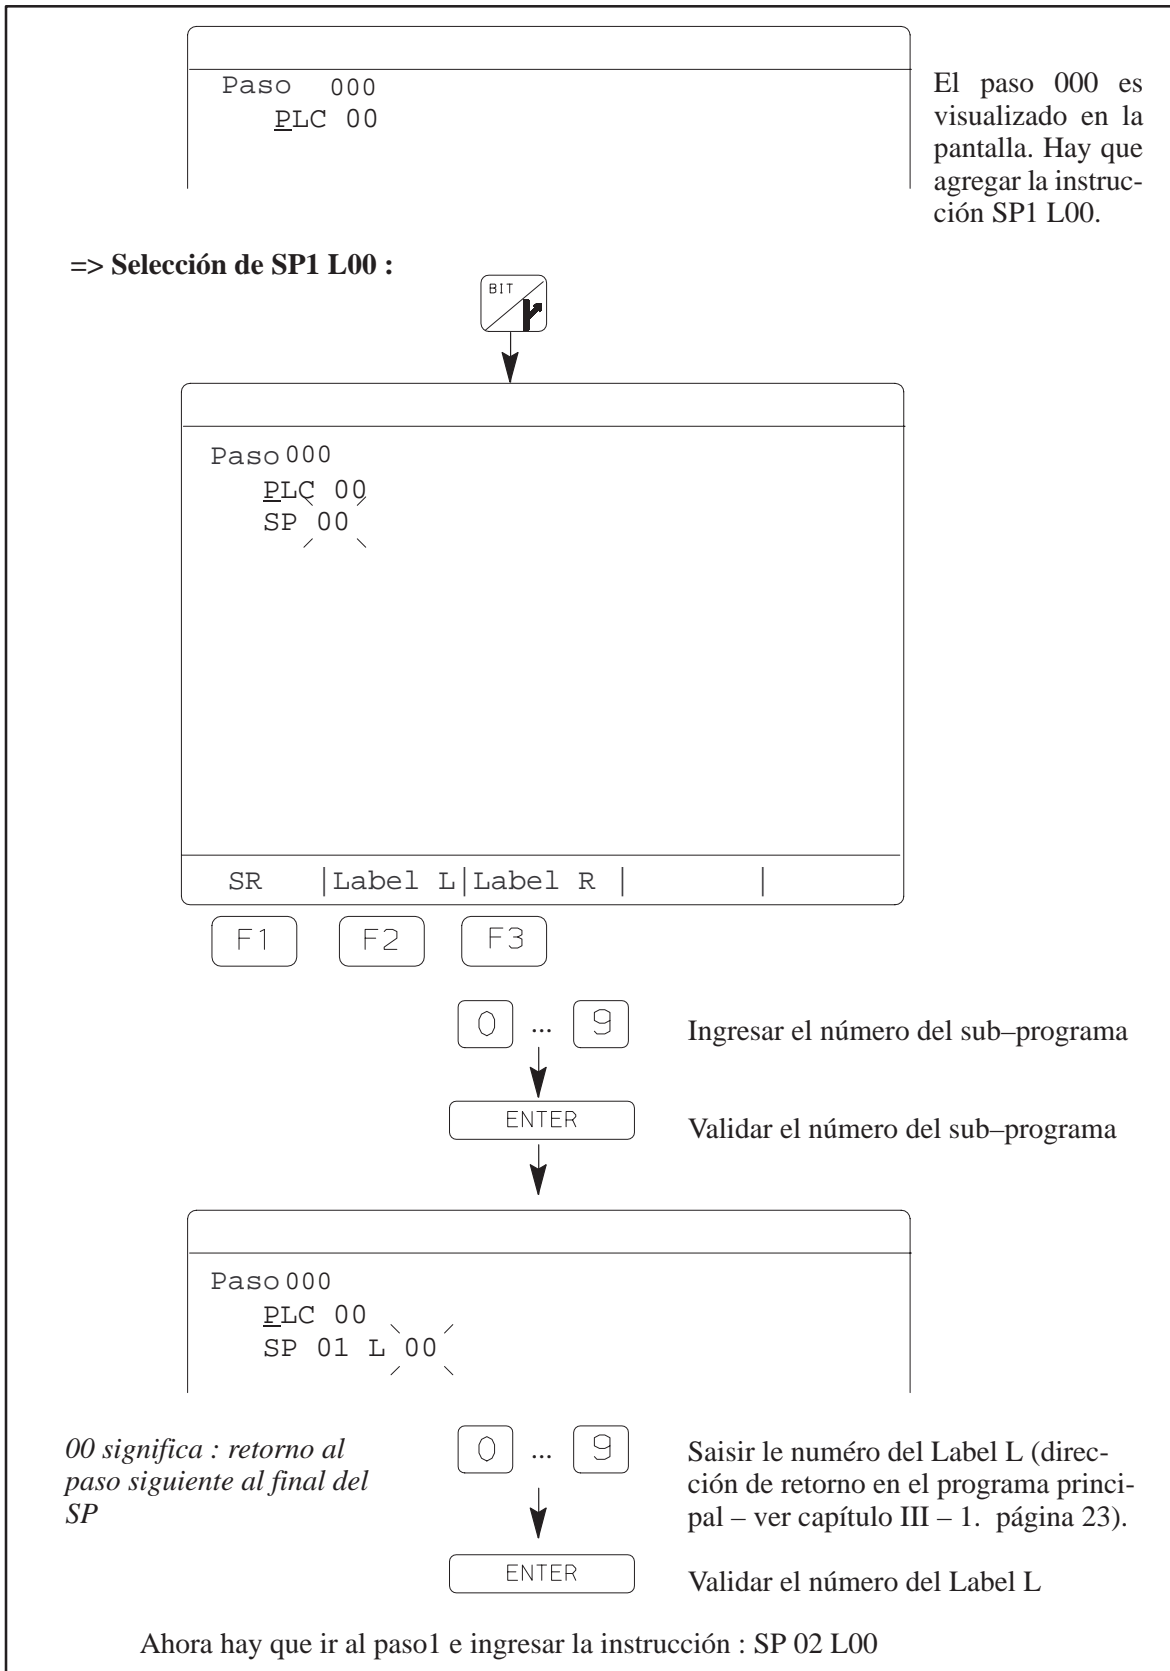 Paso 000
PLC 00
El paso 000 es
visualizado en la
pantalla. Hay que
agregar la instruc-
ción SP1 L00.
=> Selección de SP1 L00 :
BIT
Paso 000
PLC 00
SP 00
SR |Label L|Label R | |
F1 F2 F3
0 ... 9 Ingresar el número del sub–programa
ENTER Validar el número del sub–programa
Paso 000
PLC 00
SP 01 L 00
00 significa : retorno al
paso siguiente al final del
SP
0 ... 9
Saisir le numéro del Label L (direc-
ción de retorno en el programa princi-
pal – ver capítulo III – 1. página 23).
ENTER Validar el número del Label L
Ahora hay que ir al paso1 e ingresar la instrucción : SP 02 L00